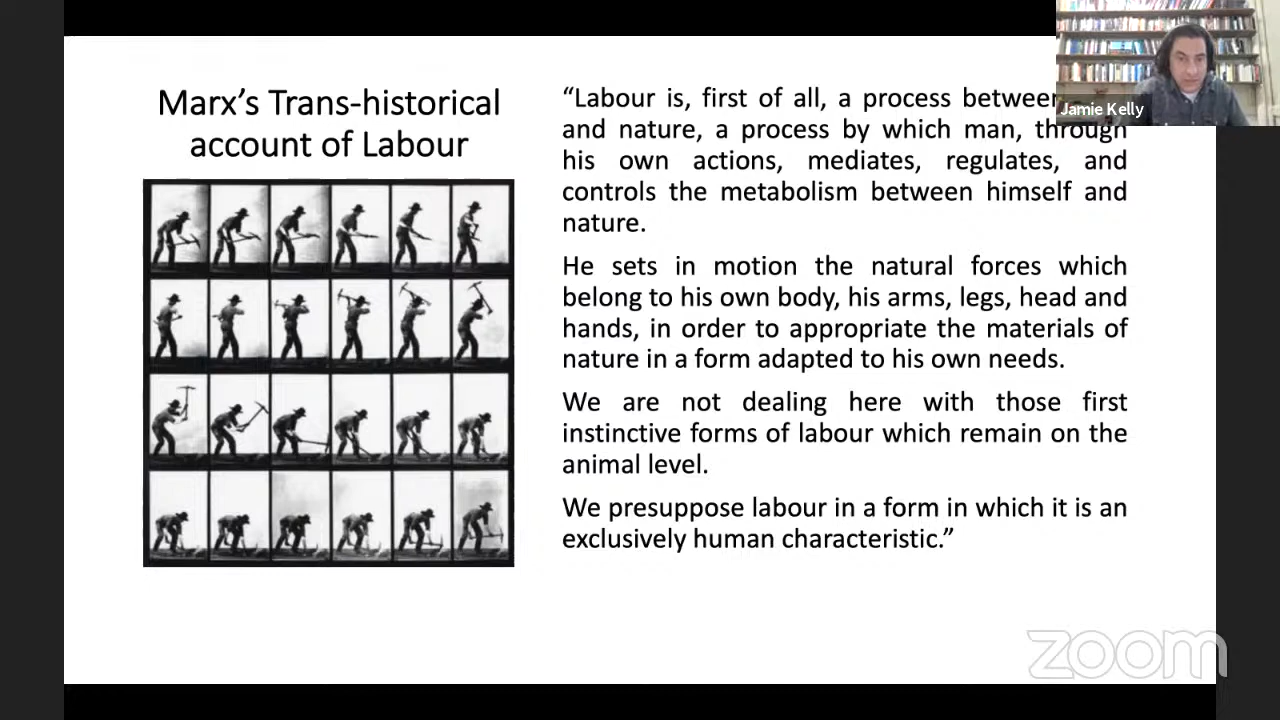 Marx's Trans-historical
account of Labour
“Labour is, first of all, a process between
and nature, a process by which man, through
his own actions, mediates, regulates, and
controls the metabolism between himself and
nature.
He sets in motion the natural forces which
belong to his own body, his arms, legs, head and
hands, in order to appropriate the materials of
nature in a form adapted to his own needs.
We are not dealing here with those first
instinctive forms of labour which remain on the
animal level.
We presuppose labour in a form in which it is an
exclusively human characteristic.”
Jamie Kelly
zoom